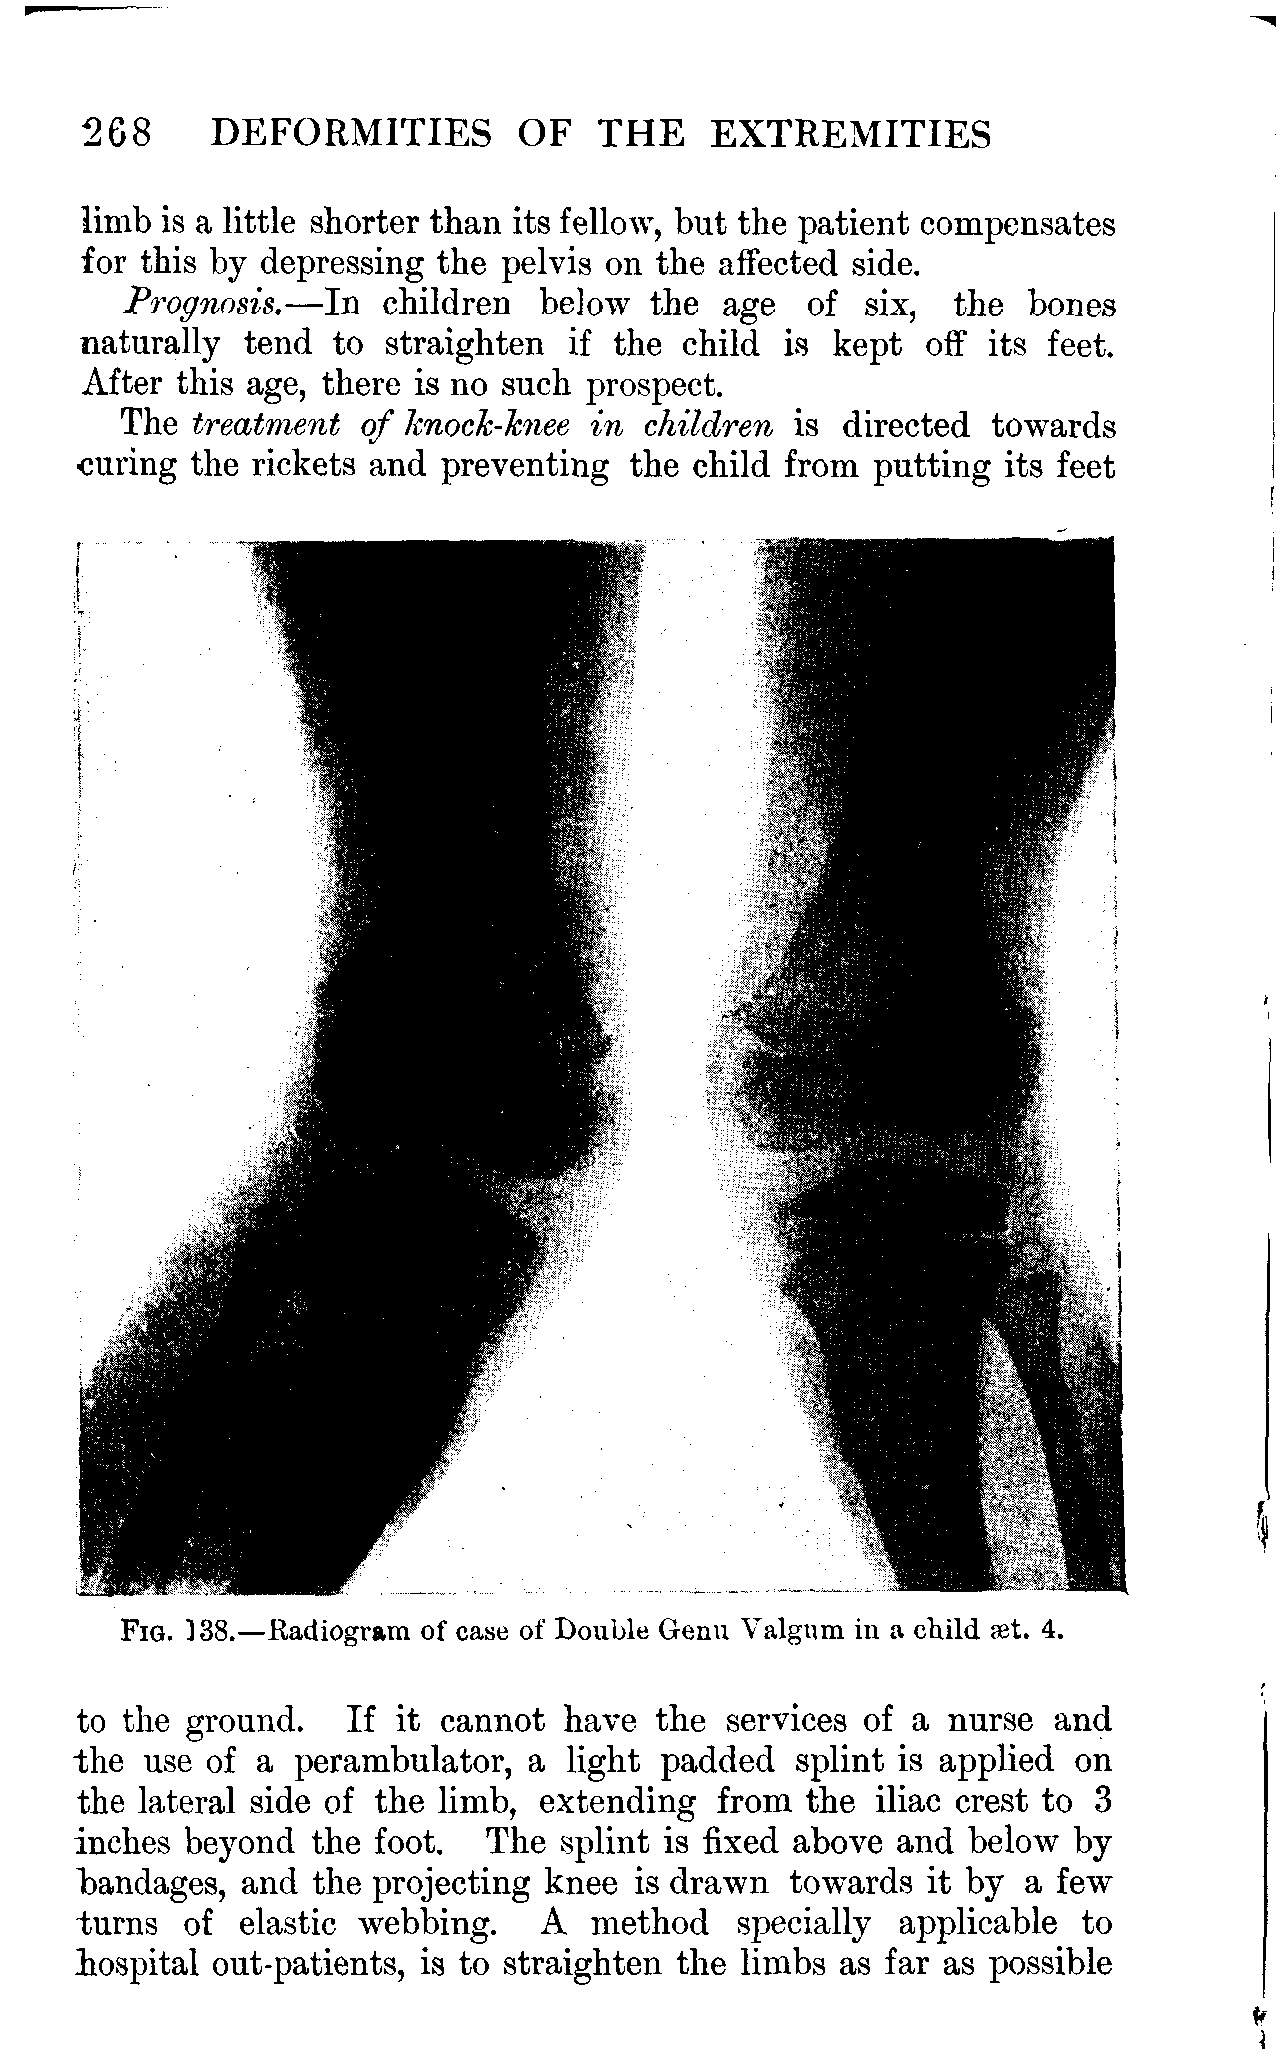 268 DEFORMITIES OF THE EXTREMITIES
limb is a little shorter than its fellow, but the patient compensates
for this by depressing the pelvis on the affected side.
Prognosis.—In children below the age of six, the bones
naturally tend to straighten if the child is kept off its feet.
After this age, there is no such prospect.
The treatment of knock-knee in children is directed towards
curing the rickets and preventing the child from putting its feet
FIG. 138.—Radiogram of case of Double Genu Valgum in a child æt. 4.
to the ground. If it cannot have the services of a nurse and
the use of a perambulator, a light padded splint is applied on
the lateral side of the limb, extending from the iliac crest to 3
inches beyond the foot. The splint is fixed above and below by
bandages, and the projecting knee is drawn towards it by a few
turns of elastic webbing. A method specially applicable to
hospital out-patients, is to straighten the limbs as far as possible